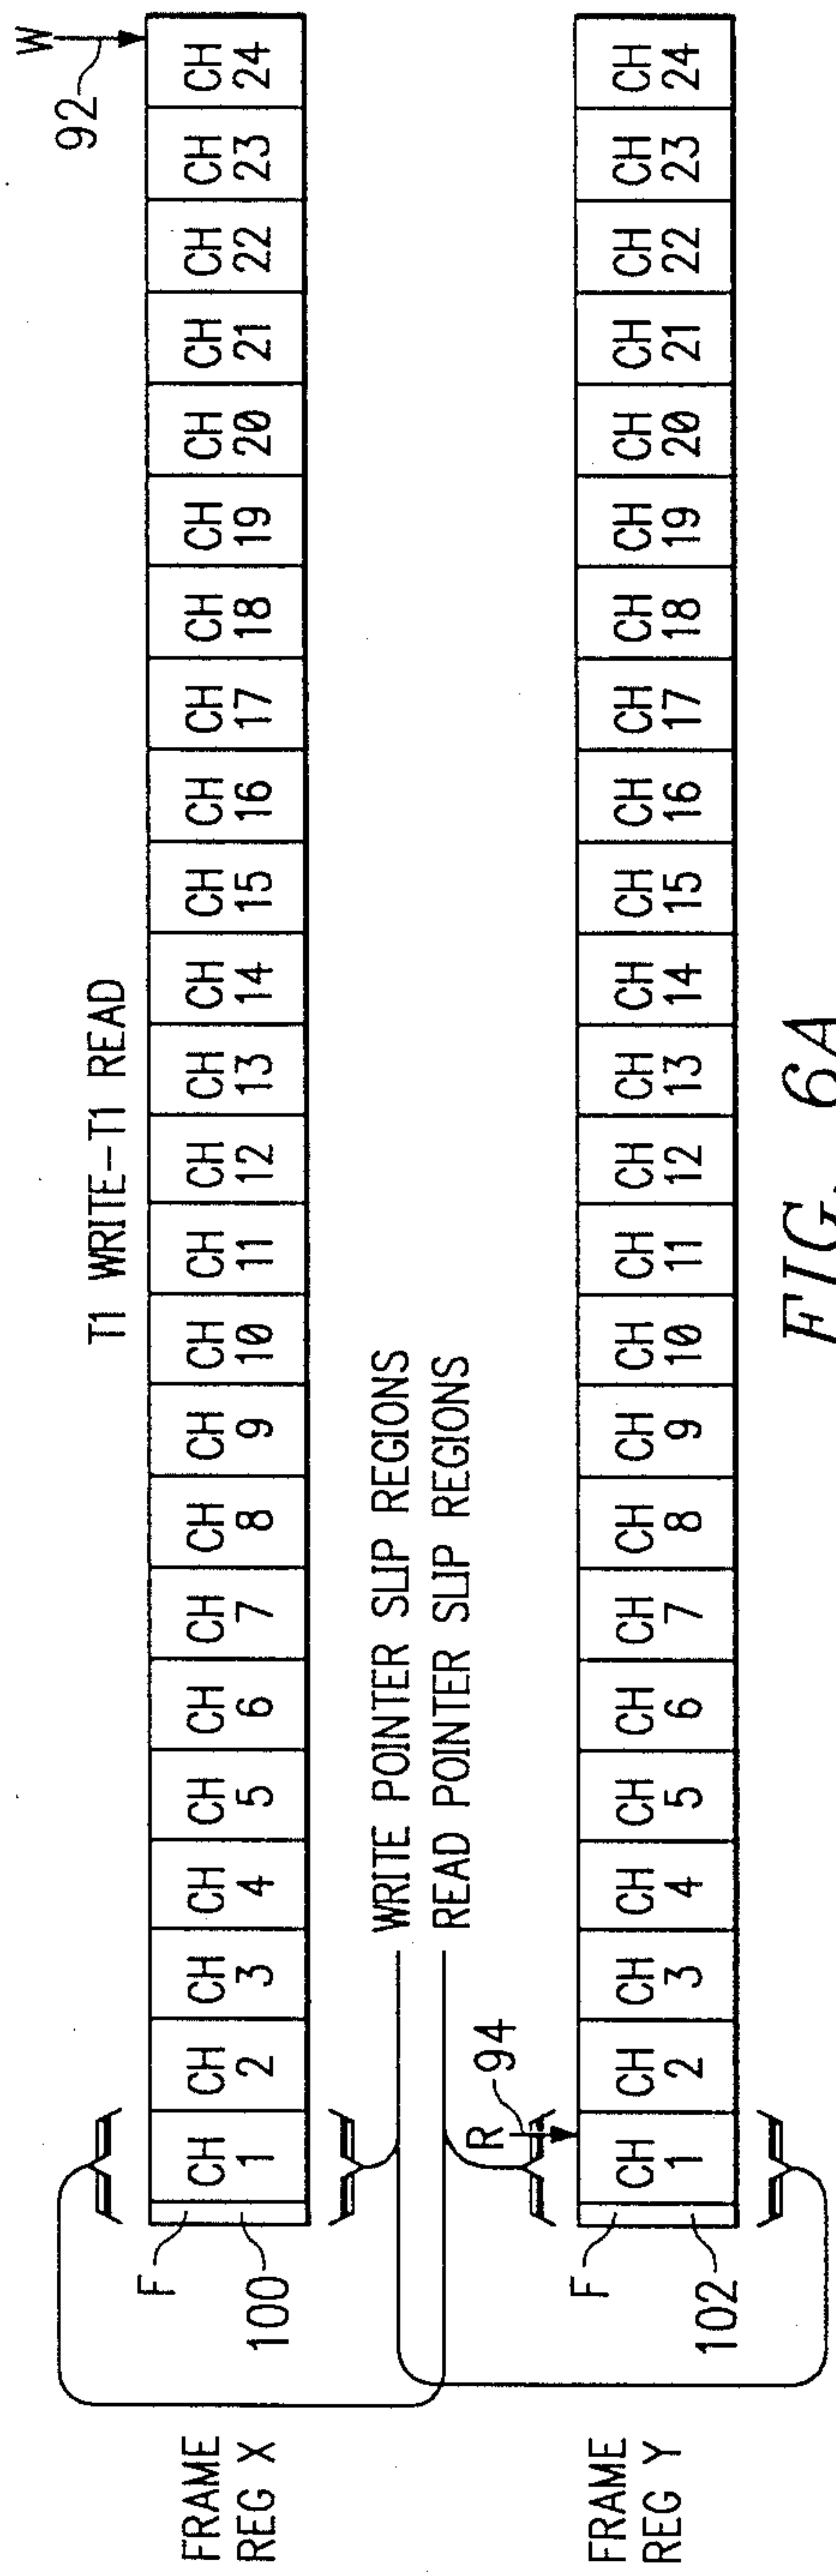 T1 WRITE-T1 READ
W
92
FRAME
REG X
F
100
CH 1
CH 2
CH 3
CH 4
CH 5
CH 6
CH 7
CH 8
CH 9
CH 10
CH 11
CH 12
CH 13
CH 14
CH 15
CH 16
CH 17
CH 18
CH 19
CH 20
CH 21
CH 22
CH 23
CH 24
WRITE POINTER SLIP REGIONS
READ POINTER SLIP REGIONS
R
94
FRAME
REG Y
F
102
CH 1
CH 2
CH 3
CH 4
CH 5
CH 6
CH 7
CH 8
CH 9
CH 10
CH 11
CH 12
CH 13
CH 14
CH 15
CH 16
CH 17
CH 18
CH 19
CH 20
CH 21
CH 22
CH 23
CH 24
FIG. 6A